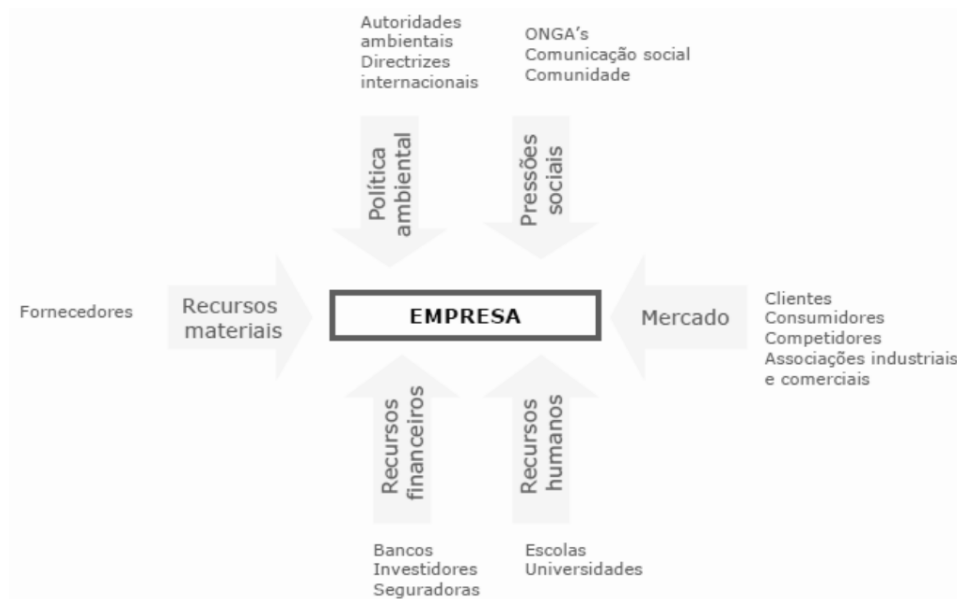 Autoridades
ambientais
Directrizes
internacionais
ONGA's
Comunicação social
Comunidade
Política
ambiental
Pressões
sociais
Fornecedores
Recursos
materiais
EMPRESA
Mercado
Clientes
Consumidores
Competidores
Associações industriais
e comerciais
Recursos
financeiros
Recursos
humanos
Bancos
Investidores
Seguradoras
Escolas
Universidades